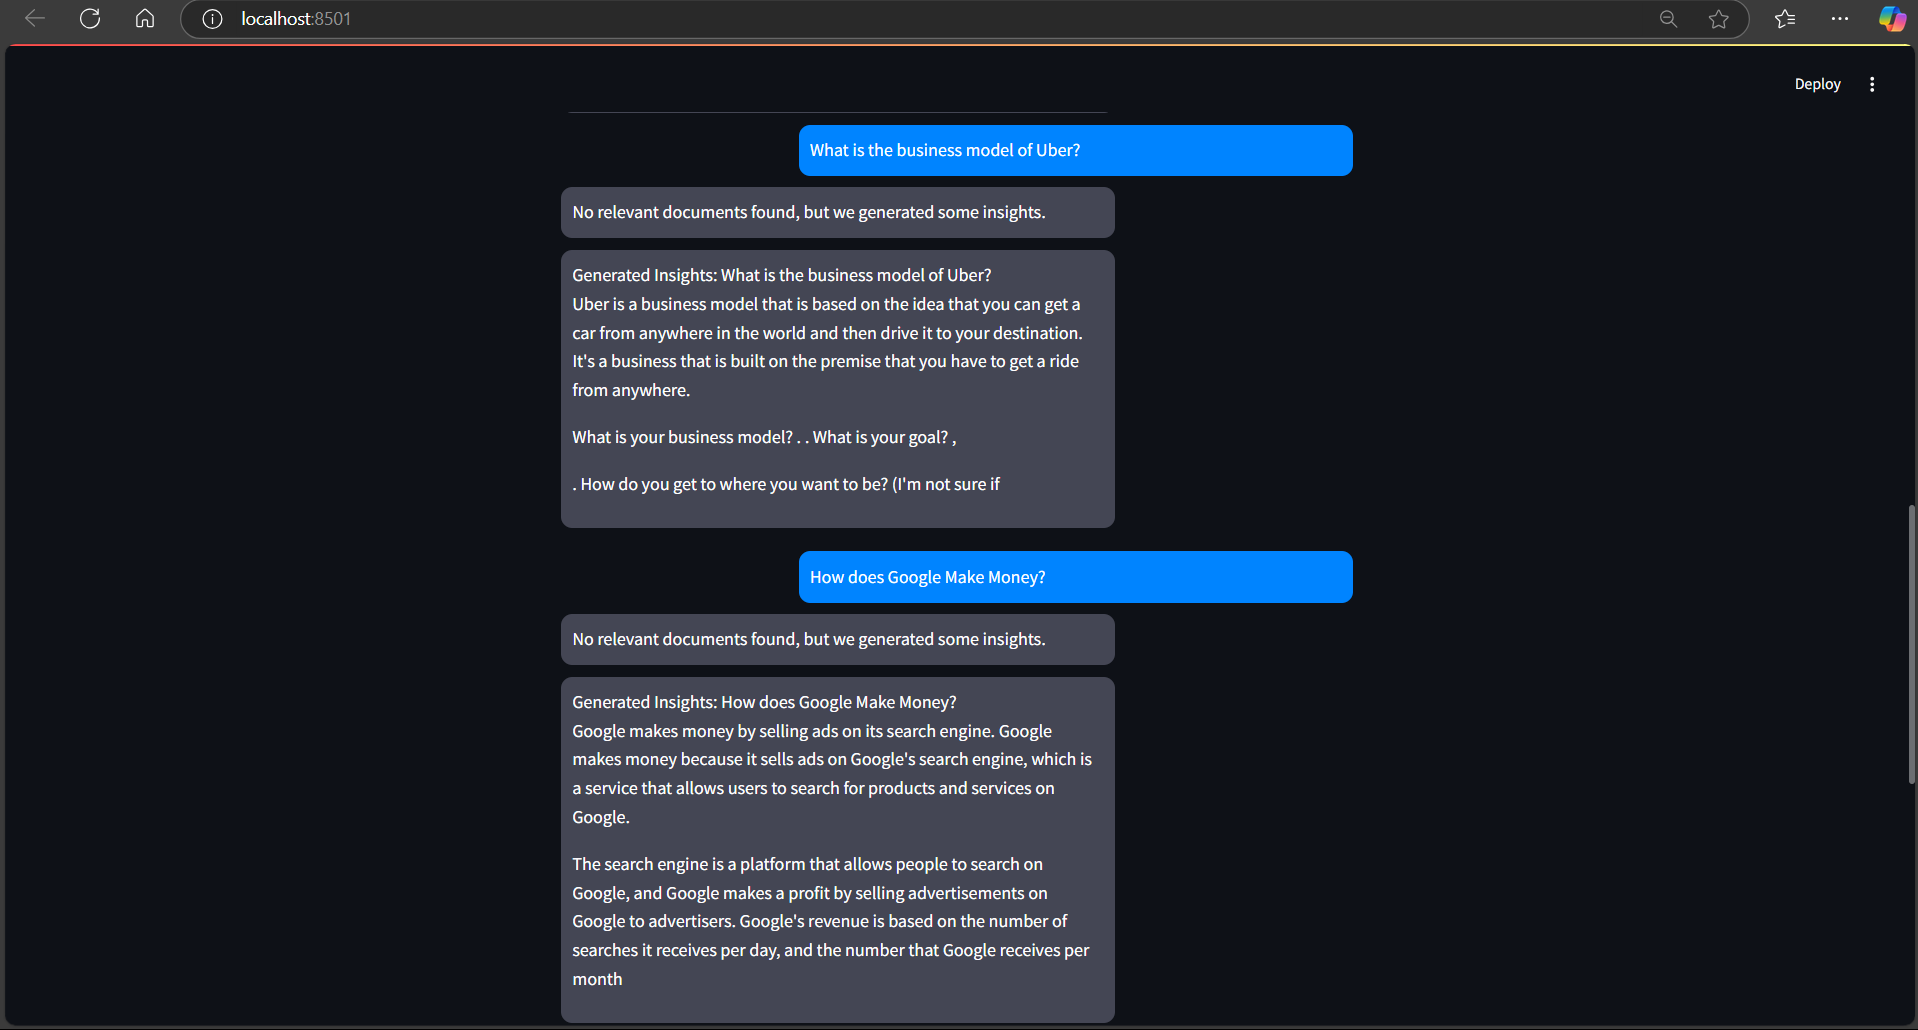 localhost:8501
Deploy
What is the business model of Uber?
No relevant documents found, but we generated some insights.
Generated Insights: What is the business model of Uber?
Uber is a business model that is based on the idea that you can get a
car from anywhere in the world and then drive it to your destination.
It's a business that is built on the premise that you have to get a ride
from anywhere.
What is your business model? . . What is your goal? ,
. How do you get to where you want to be? (I'm not sure if
How does Google Make Money?
No relevant documents found, but we generated some insights.
Generated Insights: How does Google Make Money?
Google makes money by selling ads on its search engine. Google
makes money because it sells ads on Google's search engine, which is
a service that allows users to search for products and services on
Google.
The search engine is a platform that allows people to search on
Google, and Google makes a profit by selling advertisements on
Google to advertisers. Google's revenue is based on the number of
searches it receives per day, and the number that Google receives per
month